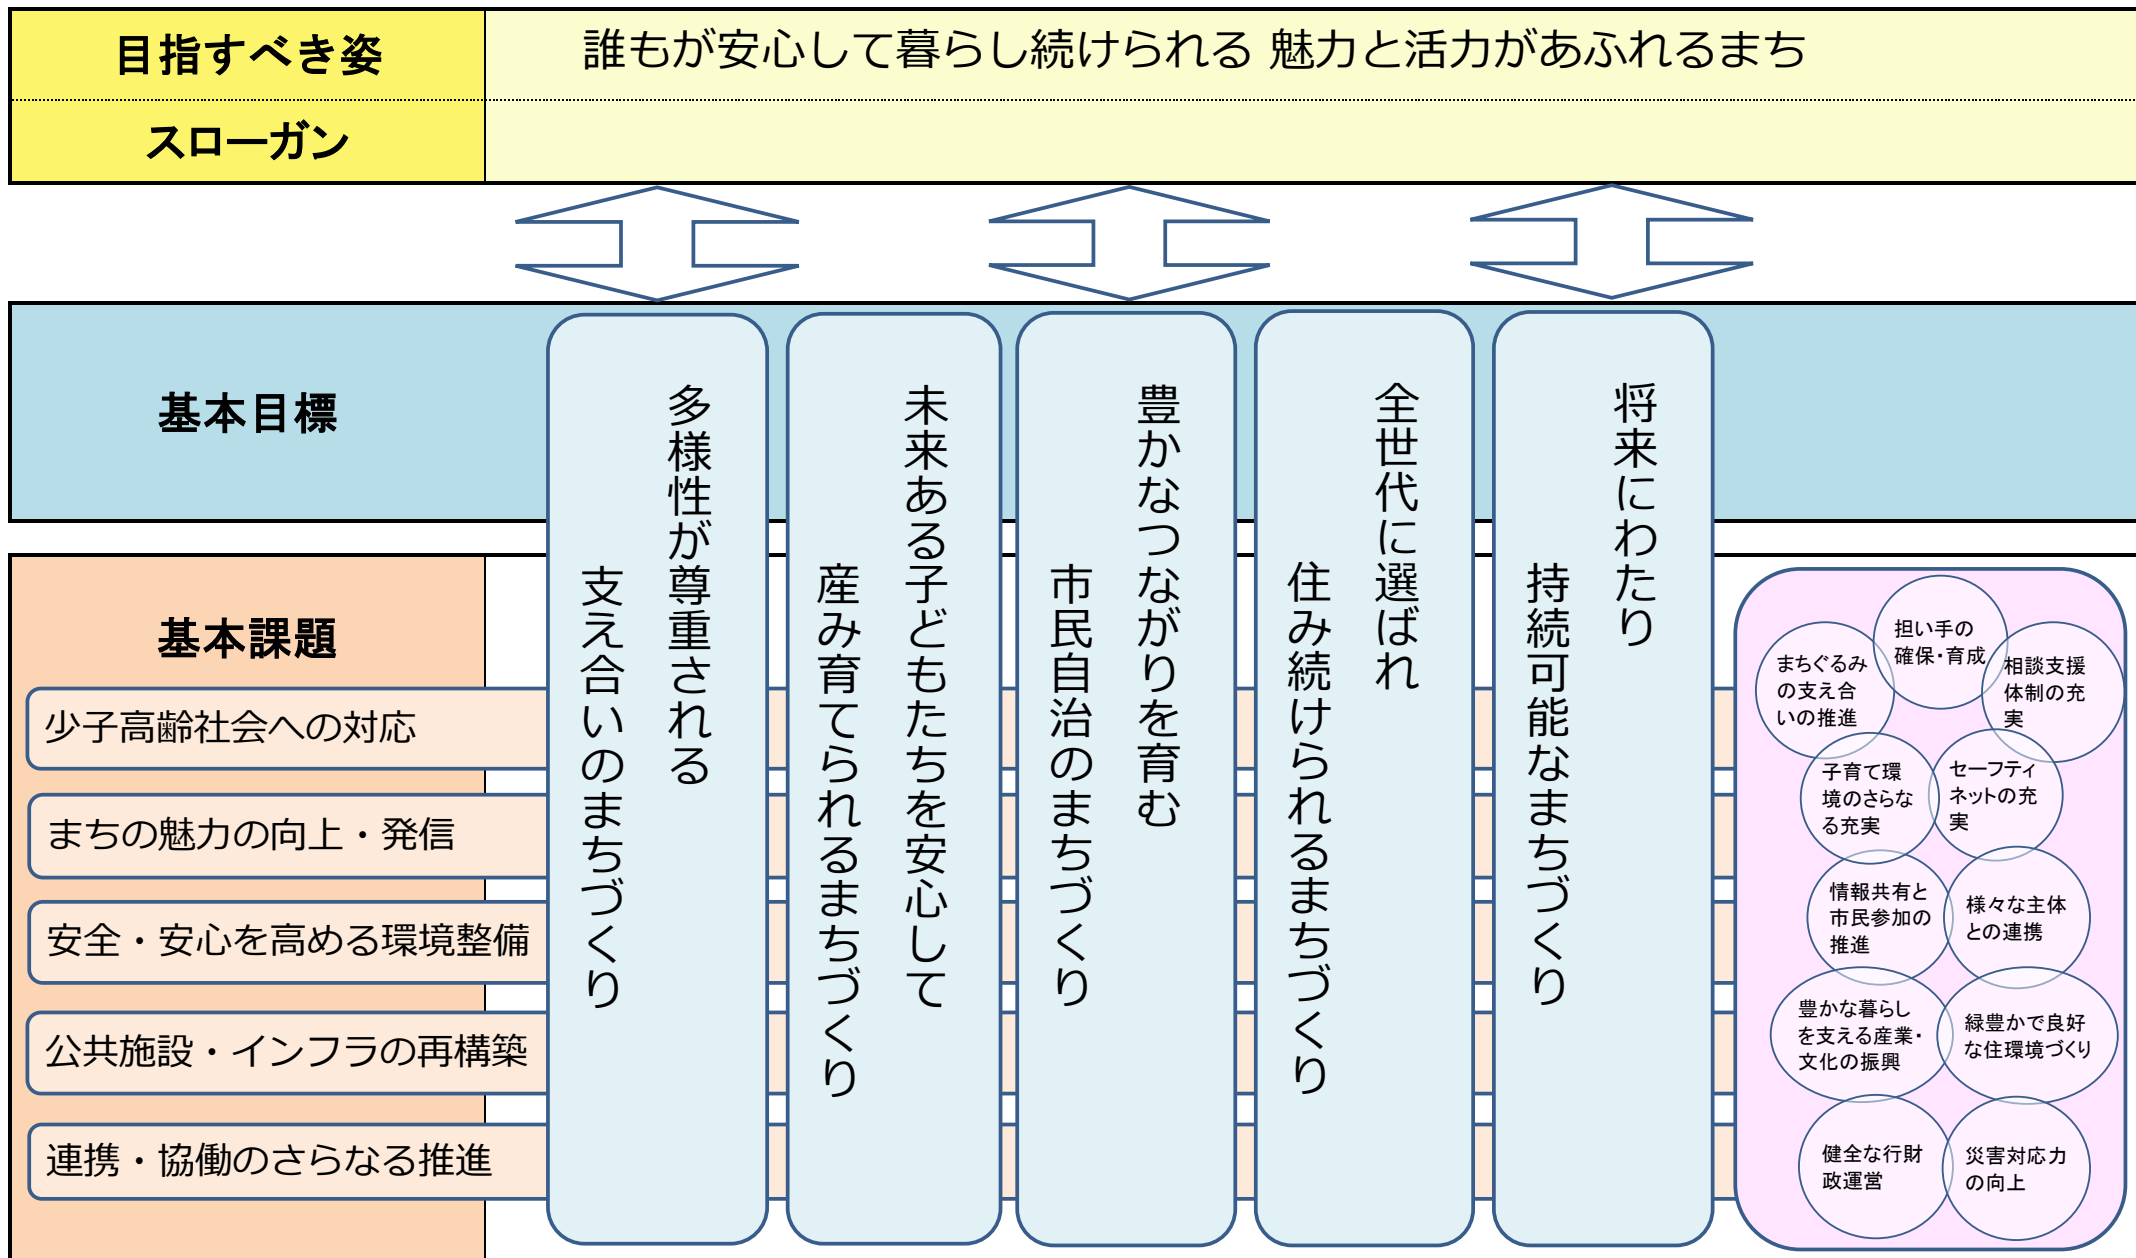 目指すべき姿
誰もが安心して暮らし続けられる 魅力と活力があふれるまち
スローガン
基本目標
多様性が尊重される
支え合いのまちづくり
未来ある子どもたちを安心して
産み育てられるまちづくり
豊かなつながりを育む
市民自治のまちづくり
全世代に選ばれ
住み続けられるまちづくり
将来にわたり
持続可能なまちづくり
基本課題
少子高齢社会への対応
まちの魅力の向上・発信
安全・安心を高める環境整備
公共施設・インフラの再構築
連携・協働のさらなる推進
担い手の
確保・育成
まちぐるみ
の支え合
いの推進
相談支援
体制の充
実
子育て環
境のさらな
る充実
セーフティ
ネットの充
実
情報共有と
市民参加の
推進
様々な主体
との連携
豊かな暮らし
を支える産業・
文化の振興
緑豊かで良好
な住環境づくり
健全な行財
政運営
災害対応力
の向上